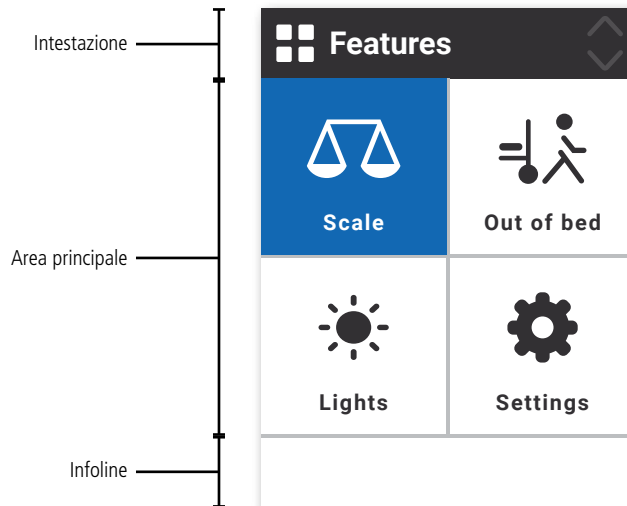 Intestazione
Features
Scale
Out of bed
Area principale
Lights
Settings
Infoline